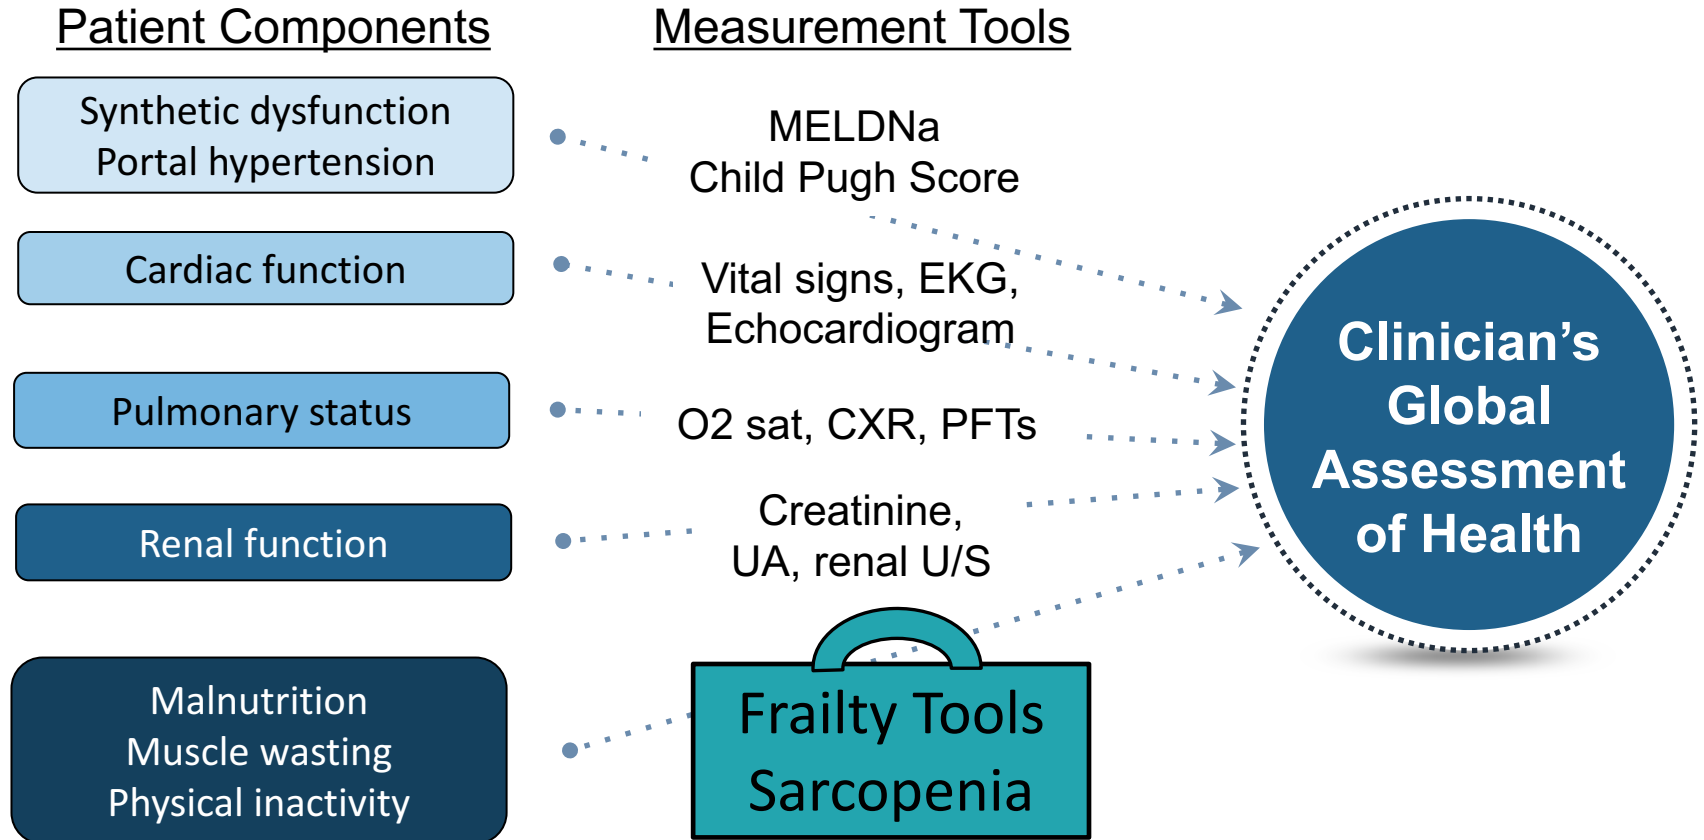 Patient Components
Measurement Tools
Synthetic dysfunction
Portal hypertension
MELDNa
Child Pugh Score
Cardiac function
Vital signs, EKG,
Echocardiogram
Pulmonary status
O2 sat, CXR, PFTs
Renal function
Creatinine,
UA, renal U/S
Malnutrition
Muscle wasting
Physical inactivity
Frailty Tools
Sarcopenia
Clinician’s
Global
Assessment
of Health